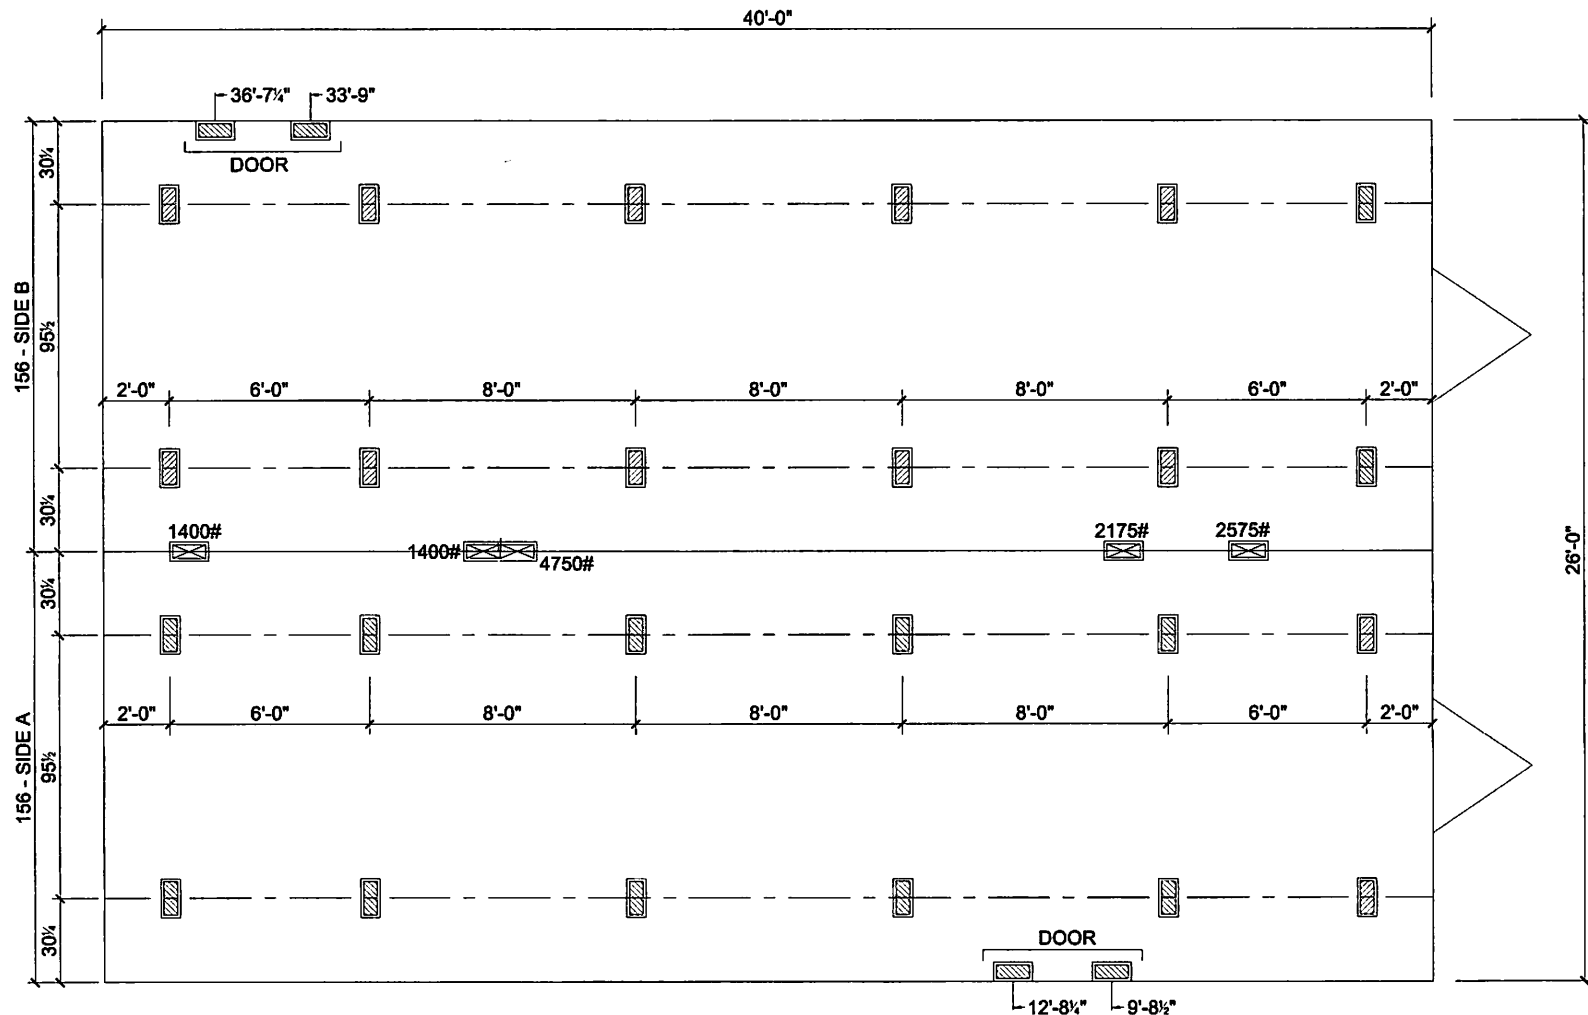 40'-0"
36'-7¼" 33'-9"
DOOR
30¼
156 - SIDE B
95½
2'-0" 6'-0" 8'-0" 8'-0" 8'-0" 6'-0" 2'-0"
30¼
1400# 1400# 4750# 2175# 2575#
26'-0"
30¼
2'-0" 6'-0" 8'-0" 8'-0" 8'-0" 6'-0" 2'-0"
156 - SIDE A
95½
30¼
DOOR
12'-8¼" 9'-8½"